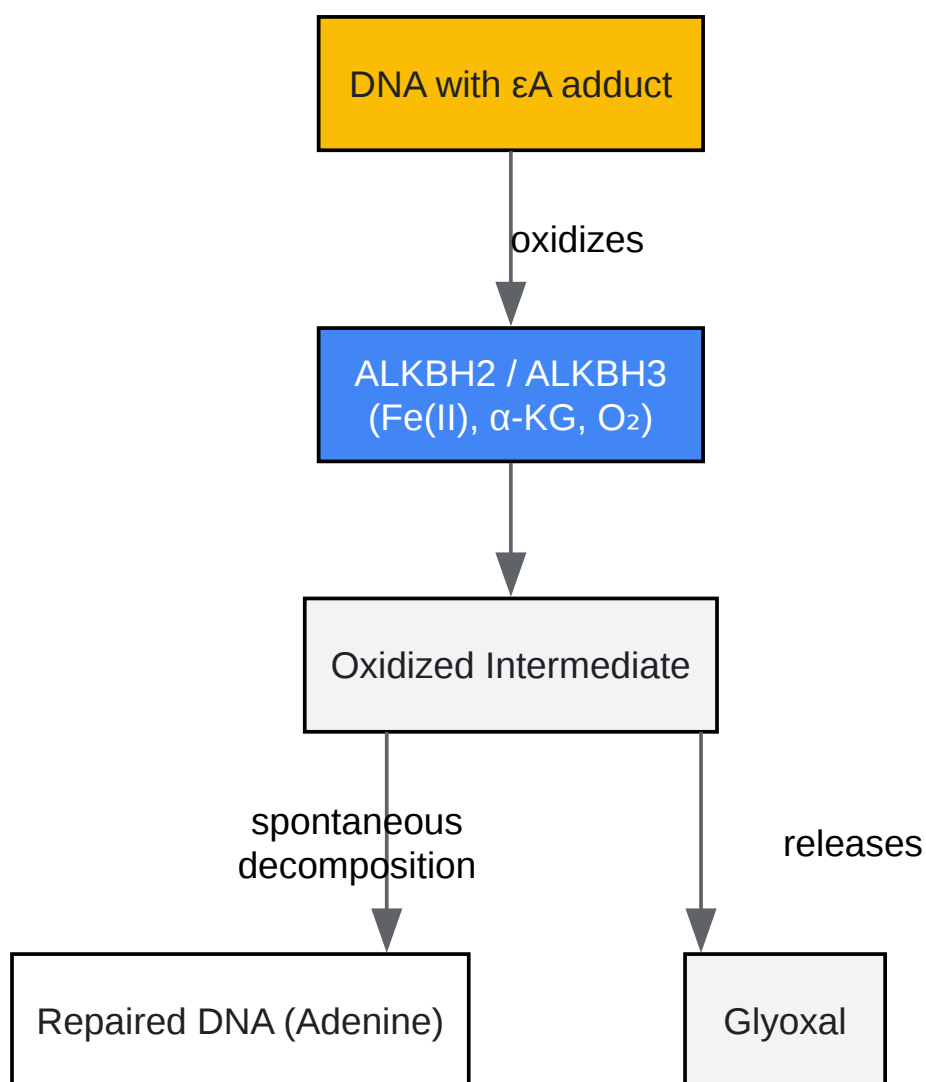 DNA with εA adduct
oxidizes
ALKBH2 / ALKBH3
(Fe(II), α-KG, O₂)
Oxidized Intermediate
spontaneous
decomposition
releases
Repaired DNA (Adenine)
Glyoxal